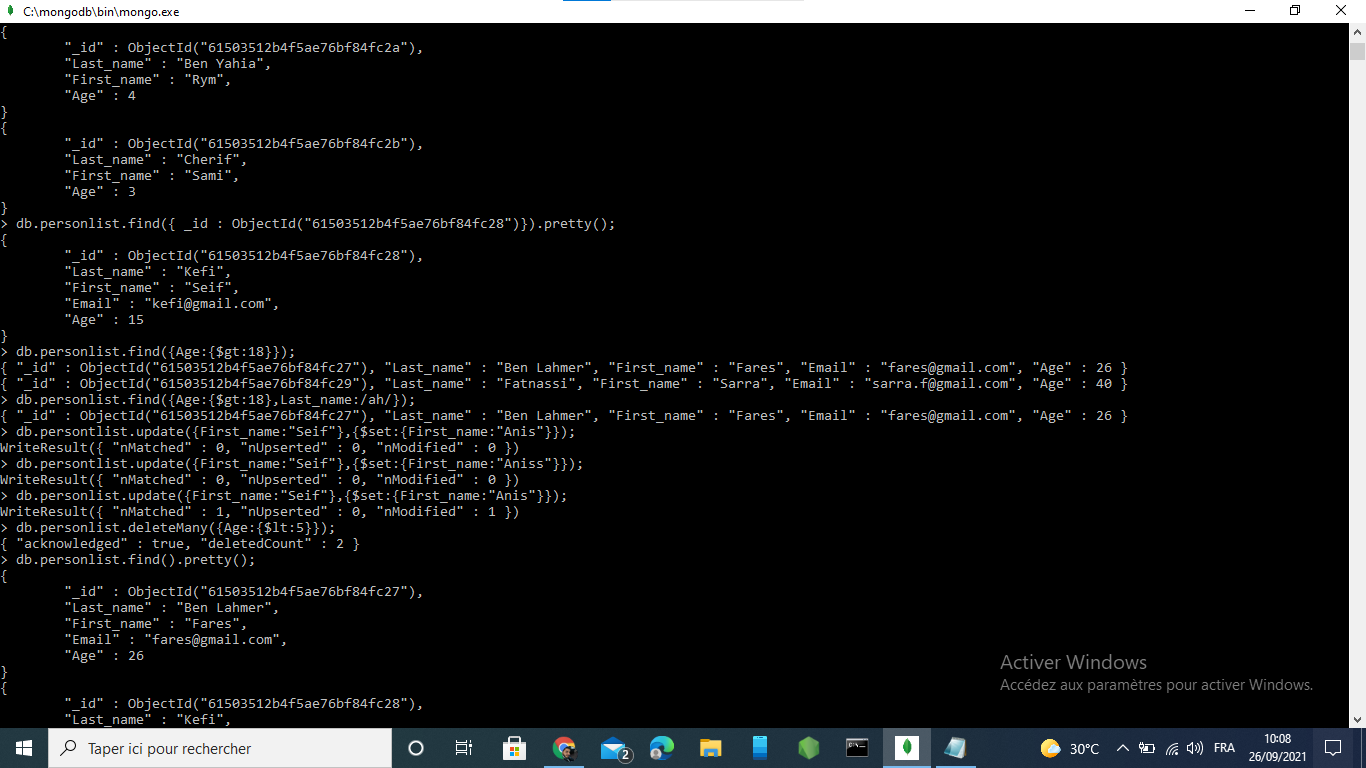 C:\mongodb\bin\mongo.exe
{
"_id" : ObjectId("61503512b4f5ae76bf84fc2a"),
"Last_name" : "Ben Yahia",
"First_name" : "Rym",
"Age" : 4
}
{
"_id" : ObjectId("61503512b4f5ae76bf84fc2b"),
"Last_name" : "Cherif",
"First_name" : "Sami",
"Age" : 3
}
> db.personlist.find({ _id : ObjectId("61503512b4f5ae76bf84fc28")}).pretty();
{
"_id" : ObjectId("61503512b4f5ae76bf84fc28"),
"Last_name" : "Kefi",
"First_name" : "Seif",
"Email" : "kefi@gmail.com",
"Age" : 15
}
> db.personlist.find({Age:{$gt:18}});
{ "_id" : ObjectId("61503512b4f5ae76bf84fc27"), "Last_name" : "Ben Lahmer", "First_name" : "Fares", "Email" : "fares@gmail.com", "Age" : 26 }
{ "_id" : ObjectId("61503512b4f5ae76bf84fc29"), "Last_name" : "Fatnassi", "First_name" : "Sarra", "Email" : "sarra.f@gmail.com", "Age" : 40 }
> db.personlist.find({Age:{$gt:18},Last_name:/ah/});
{ "_id" : ObjectId("61503512b4f5ae76bf84fc27"), "Last_name" : "Ben Lahmer", "First_name" : "Fares", "Email" : "fares@gmail.com", "Age" : 26 }
> db.persontlist.update({First_name:"Seif"},{$set:{First_name:"Anis"}});
WriteResult({ "nMatched" : 0, "nUpserted" : 0, "nModified" : 0 })
> db.persontlist.update({First_name:"Seif"},{$set:{First_name:"Aniss"}});
WriteResult({ "nMatched" : 0, "nUpserted" : 0, "nModified" : 0 })
> db.personlist.update({First_name:"Seif"},{$set:{First_name:"Anis"}});
WriteResult({ "nMatched" : 1, "nUpserted" : 0, "nModified" : 1 })
> db.personlist.deleteMany({Age:{$lt:5}});
{ "acknowledged" : true, "deletedCount" : 2 }
> db.personlist.find().pretty();
{
"_id" : ObjectId("61503512b4f5ae76bf84fc27"),
"Last_name" : "Ben Lahmer",
"First_name" : "Fares",
"Email" : "fares@gmail.com",
"Age" : 26
}
{
"_id" : ObjectId("61503512b4f5ae76bf84fc28"),
"Last_name" : "Kefi",
Activer Windows
Accédez aux paramètres pour activer Windows.
Taper ici pour rechercher
2
30°C
FRA
10:08
26/09/2021